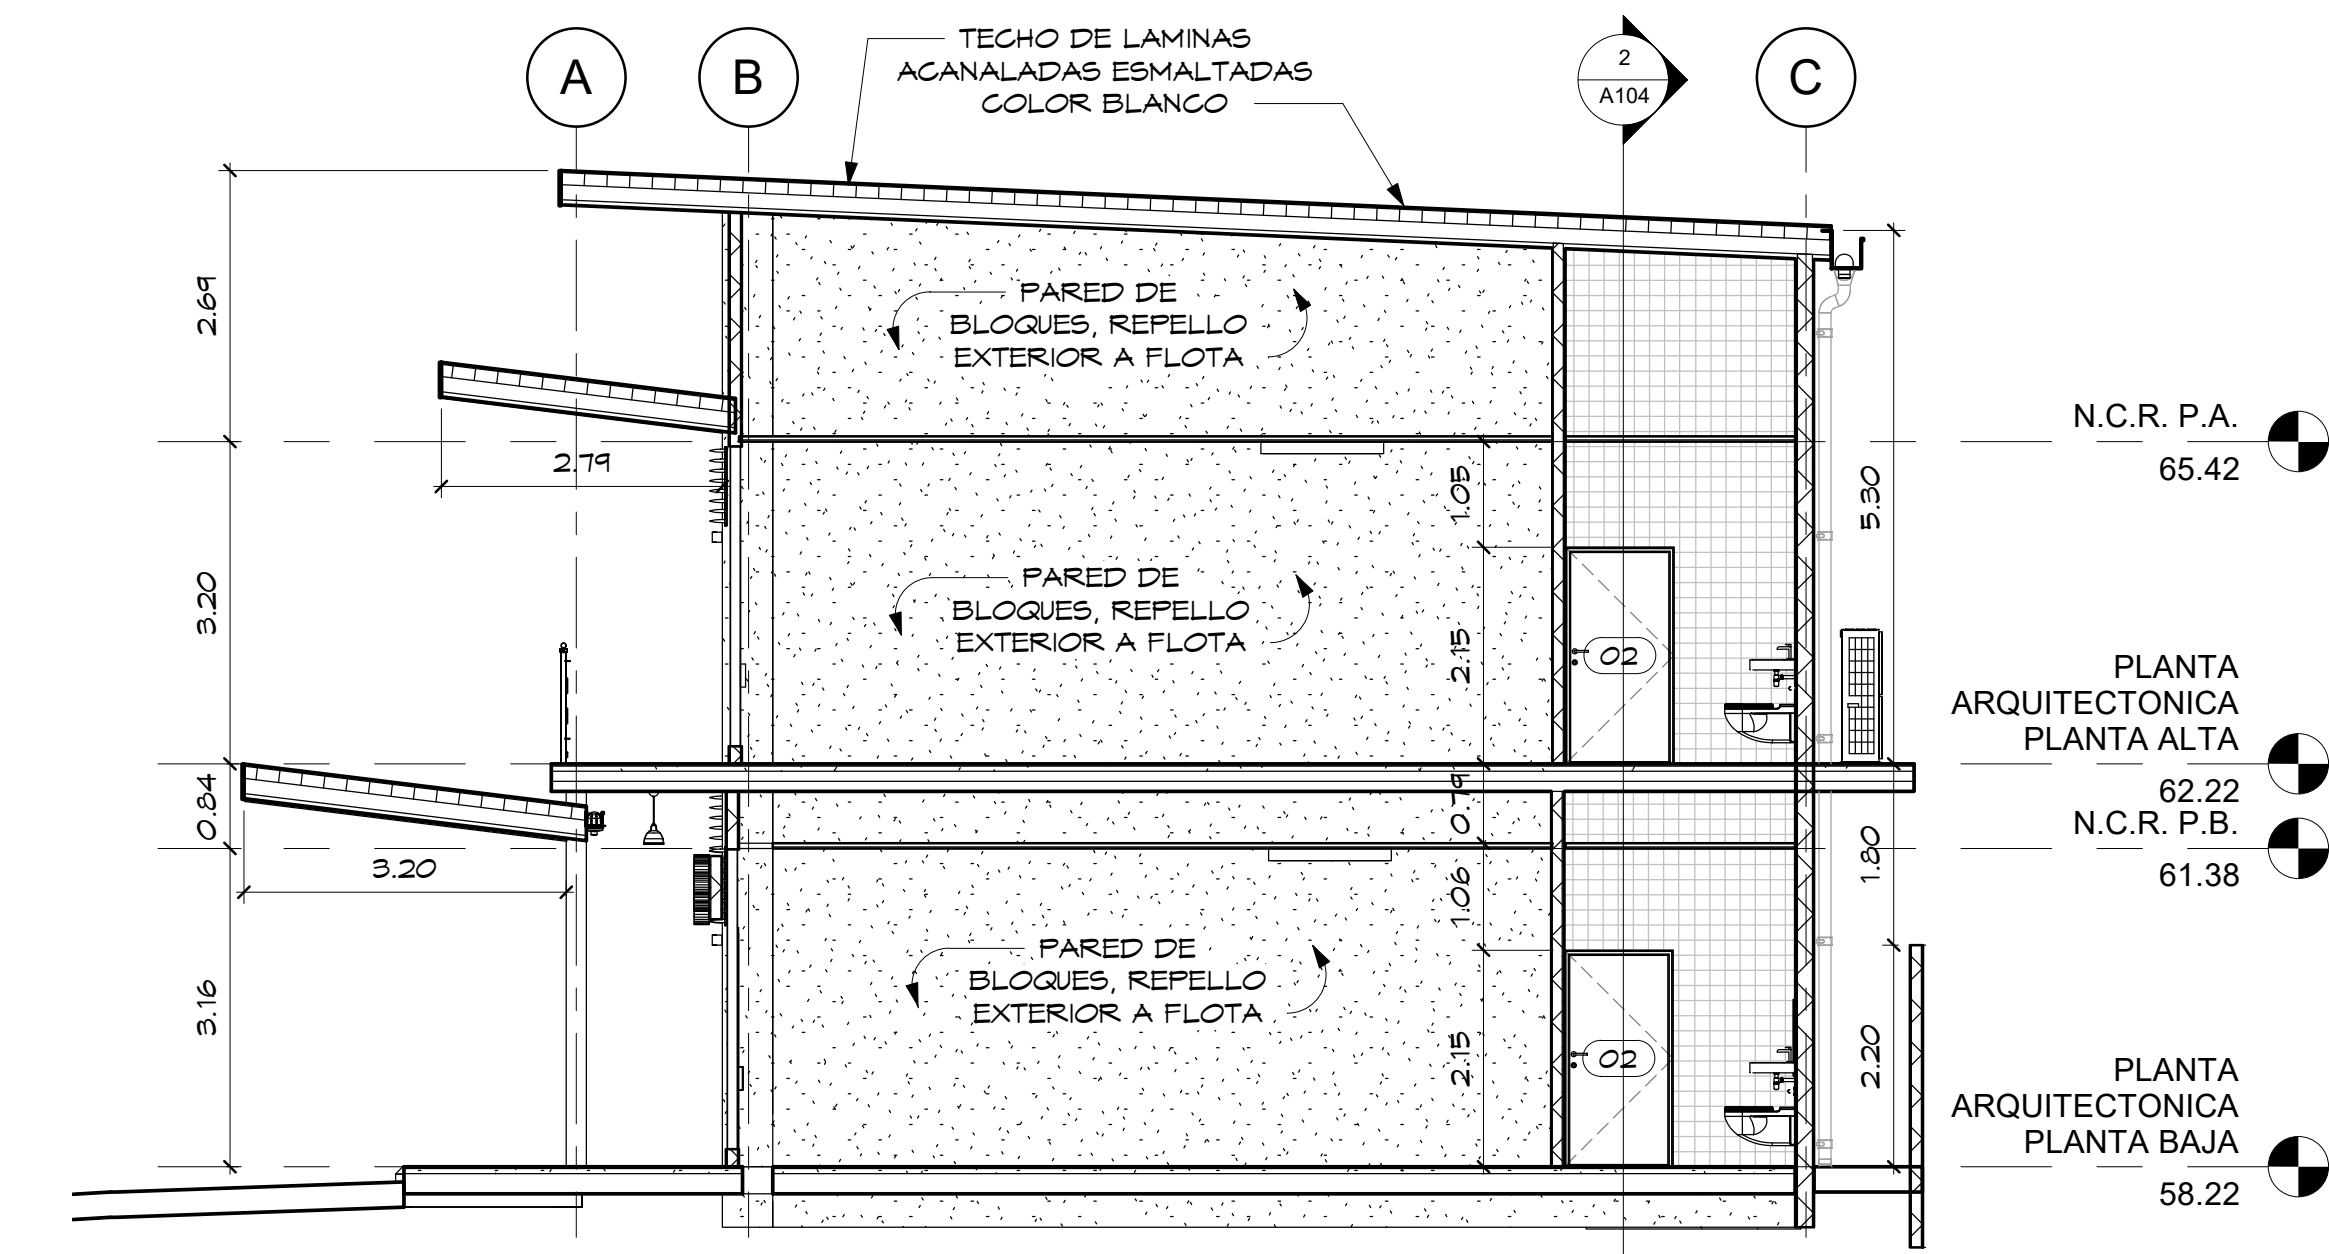 A
B
TECHO DE LAMINAS
ACANALADAS ESMALTADAS
COLOR BLANCO
2
A104
C
2.69
PARED DE
BLOQUES, REPELLO
EXTERIOR A FLOTA
N.C.R. P.A.
65.42
2.79
1.05
5.30
3.20
PARED DE
BLOQUES, REPELLO
EXTERIOR A FLOTA
2.15
02
PLANTA
ARQUITECTONICA
PLANTA ALTA
62.22
0.84
0.79
N.C.R. P.B.
61.38
1.80
3.20
1.06
3.16
PARED DE
BLOQUES, REPELLO
EXTERIOR A FLOTA
2.15
02
2.20
PLANTA
ARQUITECTONICA
PLANTA BAJA
58.22